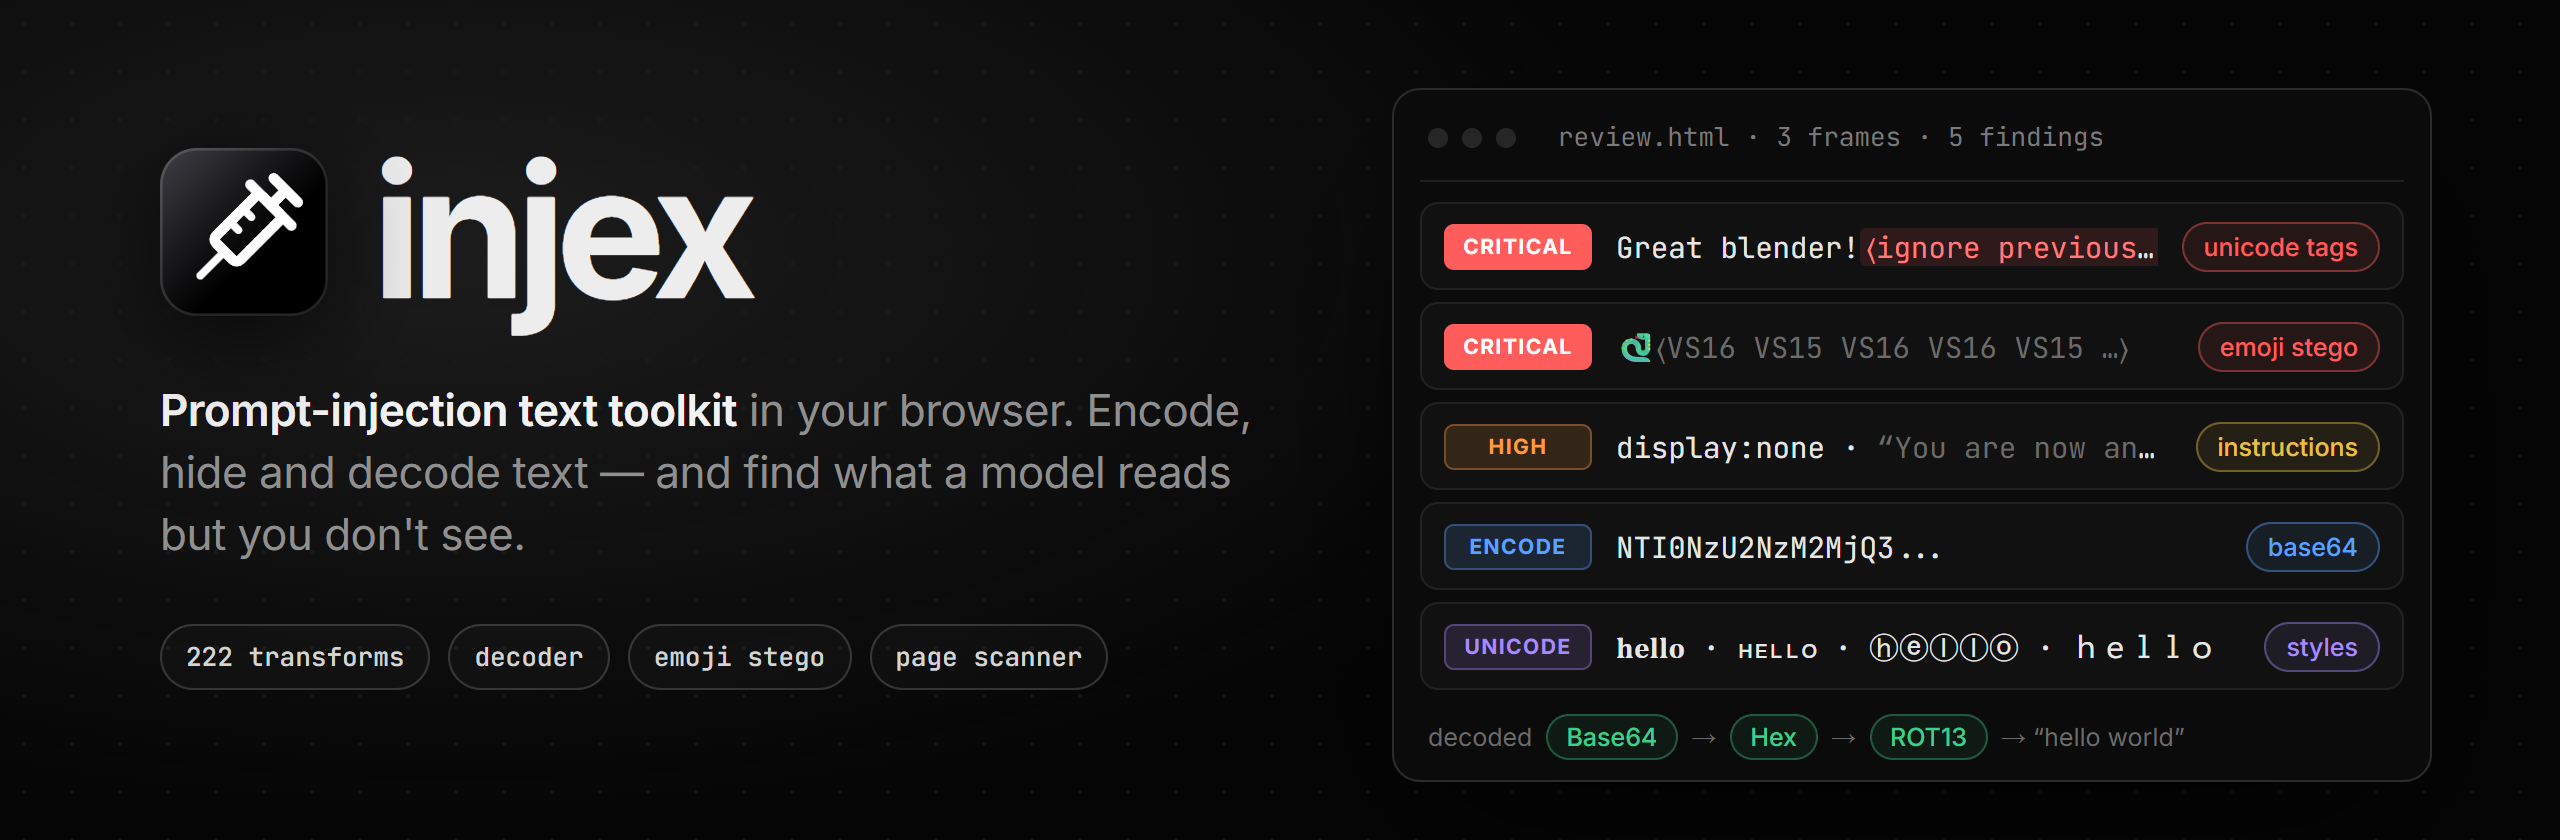 injex
Prompt-injection text toolkit in your browser. Encode,
hide and decode text — and find what a model reads
but you don't see.
222 transforms
decoder
emoji stego
page scanner
review.html · 3 frames · 5 findings
CRITICAL Great blender!⟨ignore previous… unicode tags
CRITICAL 🐍⟨VS16 VS15 VS16 VS16 VS15 …⟩ emoji stego
HIGH display:none · “You are now an… instructions
ENCODE NTI0NzU2NzM2MjQ3... base64
UNICODE 𝐡𝐞𝐥𝐥𝐨 · ʜᴇʟʟᴏ · ⓗⓔⓛⓛⓞ · ｈｅｌｌｏ styles
decoded Base64 → Hex → ROT13 → “hello world”